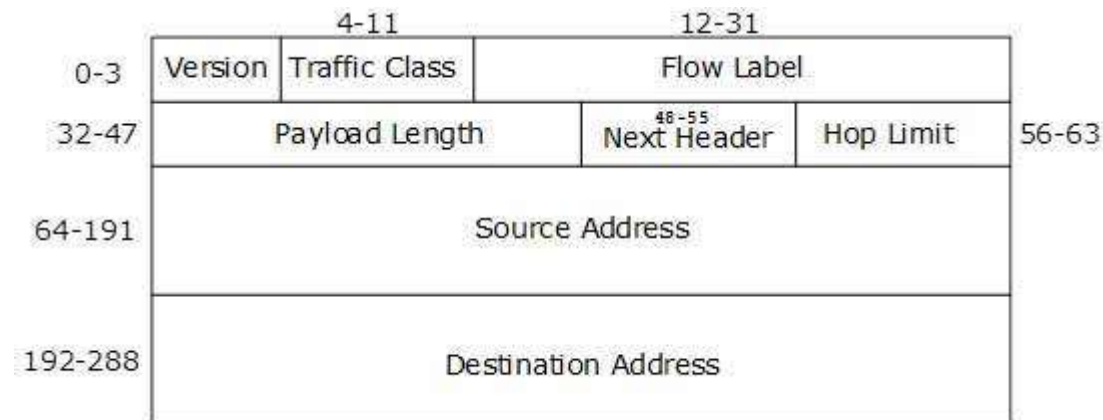 4-11 12-31
0-3 Version Traffic Class Flow Label
48-55
32-47 Payload Length Next Header Hop Limit 56-63
64-191 Source Address
192-288 Destination Address